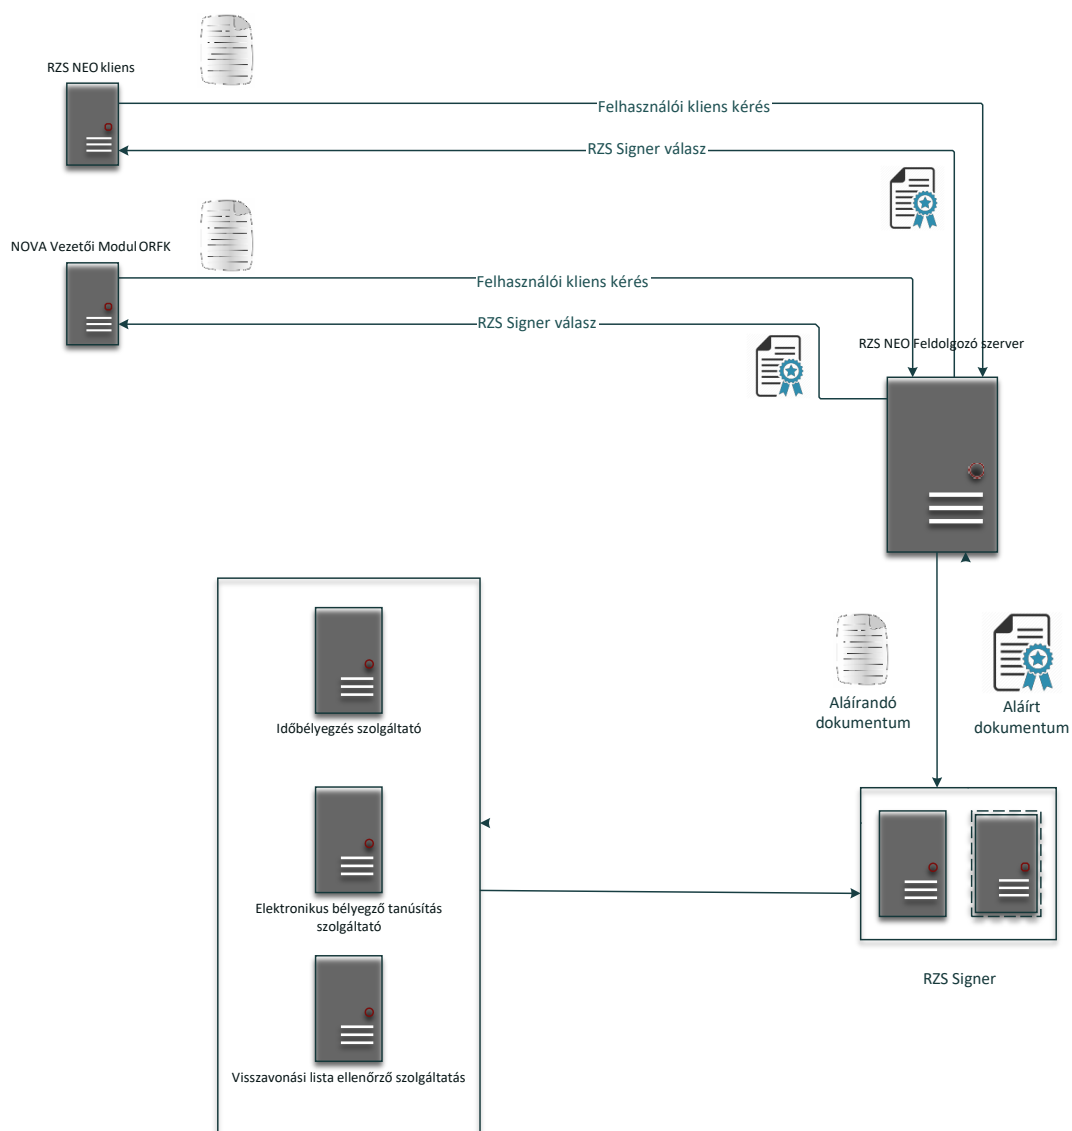 RZS NEO kliens
Felhasználói kliens kérés
RZS Signer válasz
NOVA Vezetői Modul ORFK
Felhasználói kliens kérés
RZS Signer válasz
RZS NEO Feldolgozó szerver
Aláírandó
dokumentum
Aláírt
dokumentum
Időbélyegzés szolgáltató
Elektronikus bélyegző tanúsítás
szolgáltató
RZS Signer
Visszavonási lista ellenőrző szolgáltatás